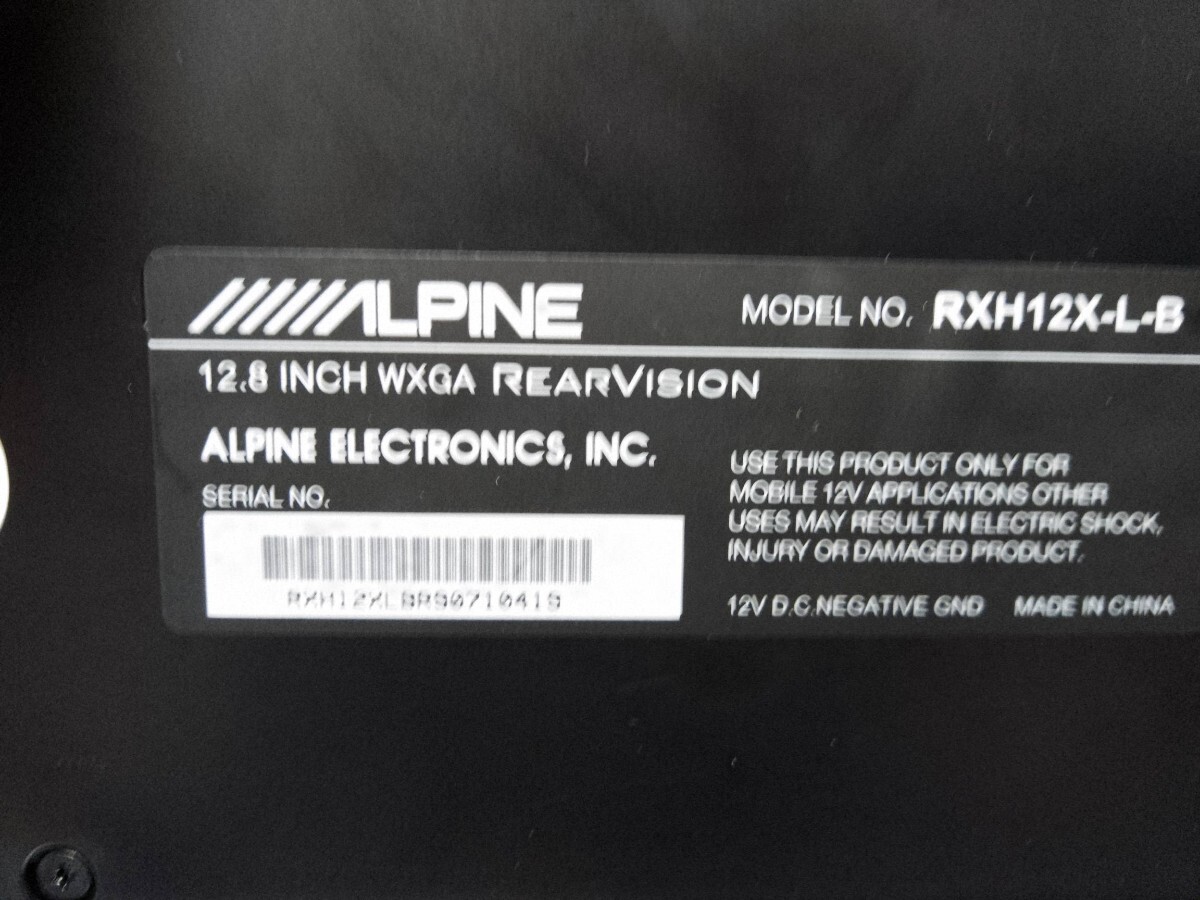 ALPINE
MODEL NO. RXH12X-L-B
12.8 INCH WXGA REARVISION
ALPINE ELECTRONICS, INC.
SERIAL NO.
RXH12XLBR90710419
USE THIS PRODUCT ONLY FOR
MOBILE 12V APPLICATIONS OTHER
USES MAY RESULT IN ELECTRIC SHOCK,
INJURY OR DAMAGED PRODUCT.
12V D.C.NEGATIVE GND MADE IN CHINA